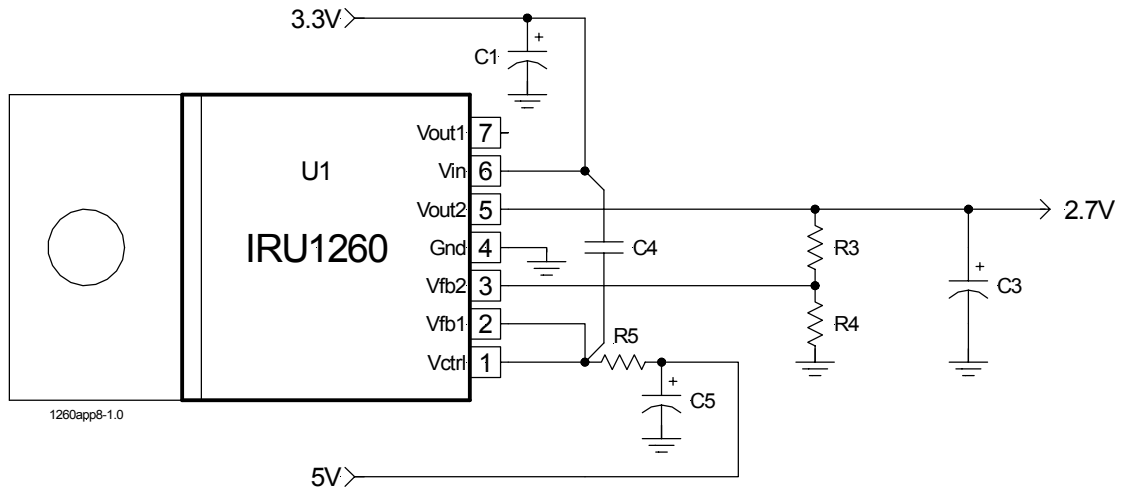 3.3V
C1
+
Vout1 7
U1
Vin 6
Vout2 5
2.7V
IRU1260
Gnd 4
C4
R3
Vfb2 3
+
C3
Vfb1 2
R5
R4
Vctrl 1
+
C5
1260app8-1.0
5V